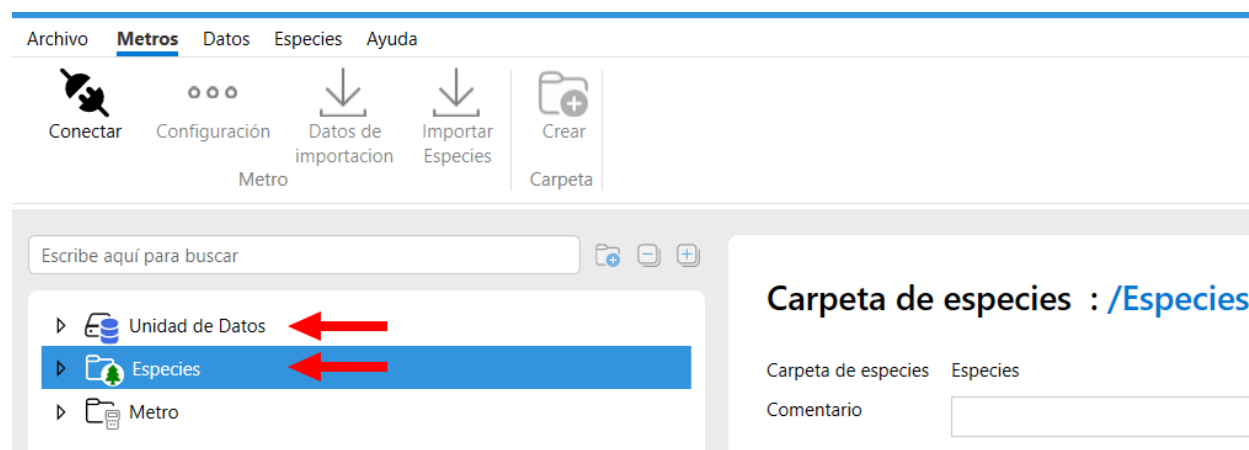 Archivo Metros Datos Especies Ayuda
Conectar Configuración Datos de Importar Crear
importacion Especies
Metro Carpeta
Escribe aquí para buscar
Carpeta de especies : /Especies
Unidad de Datos
Especies
Metro
Carpeta de especies Especies
Comentario